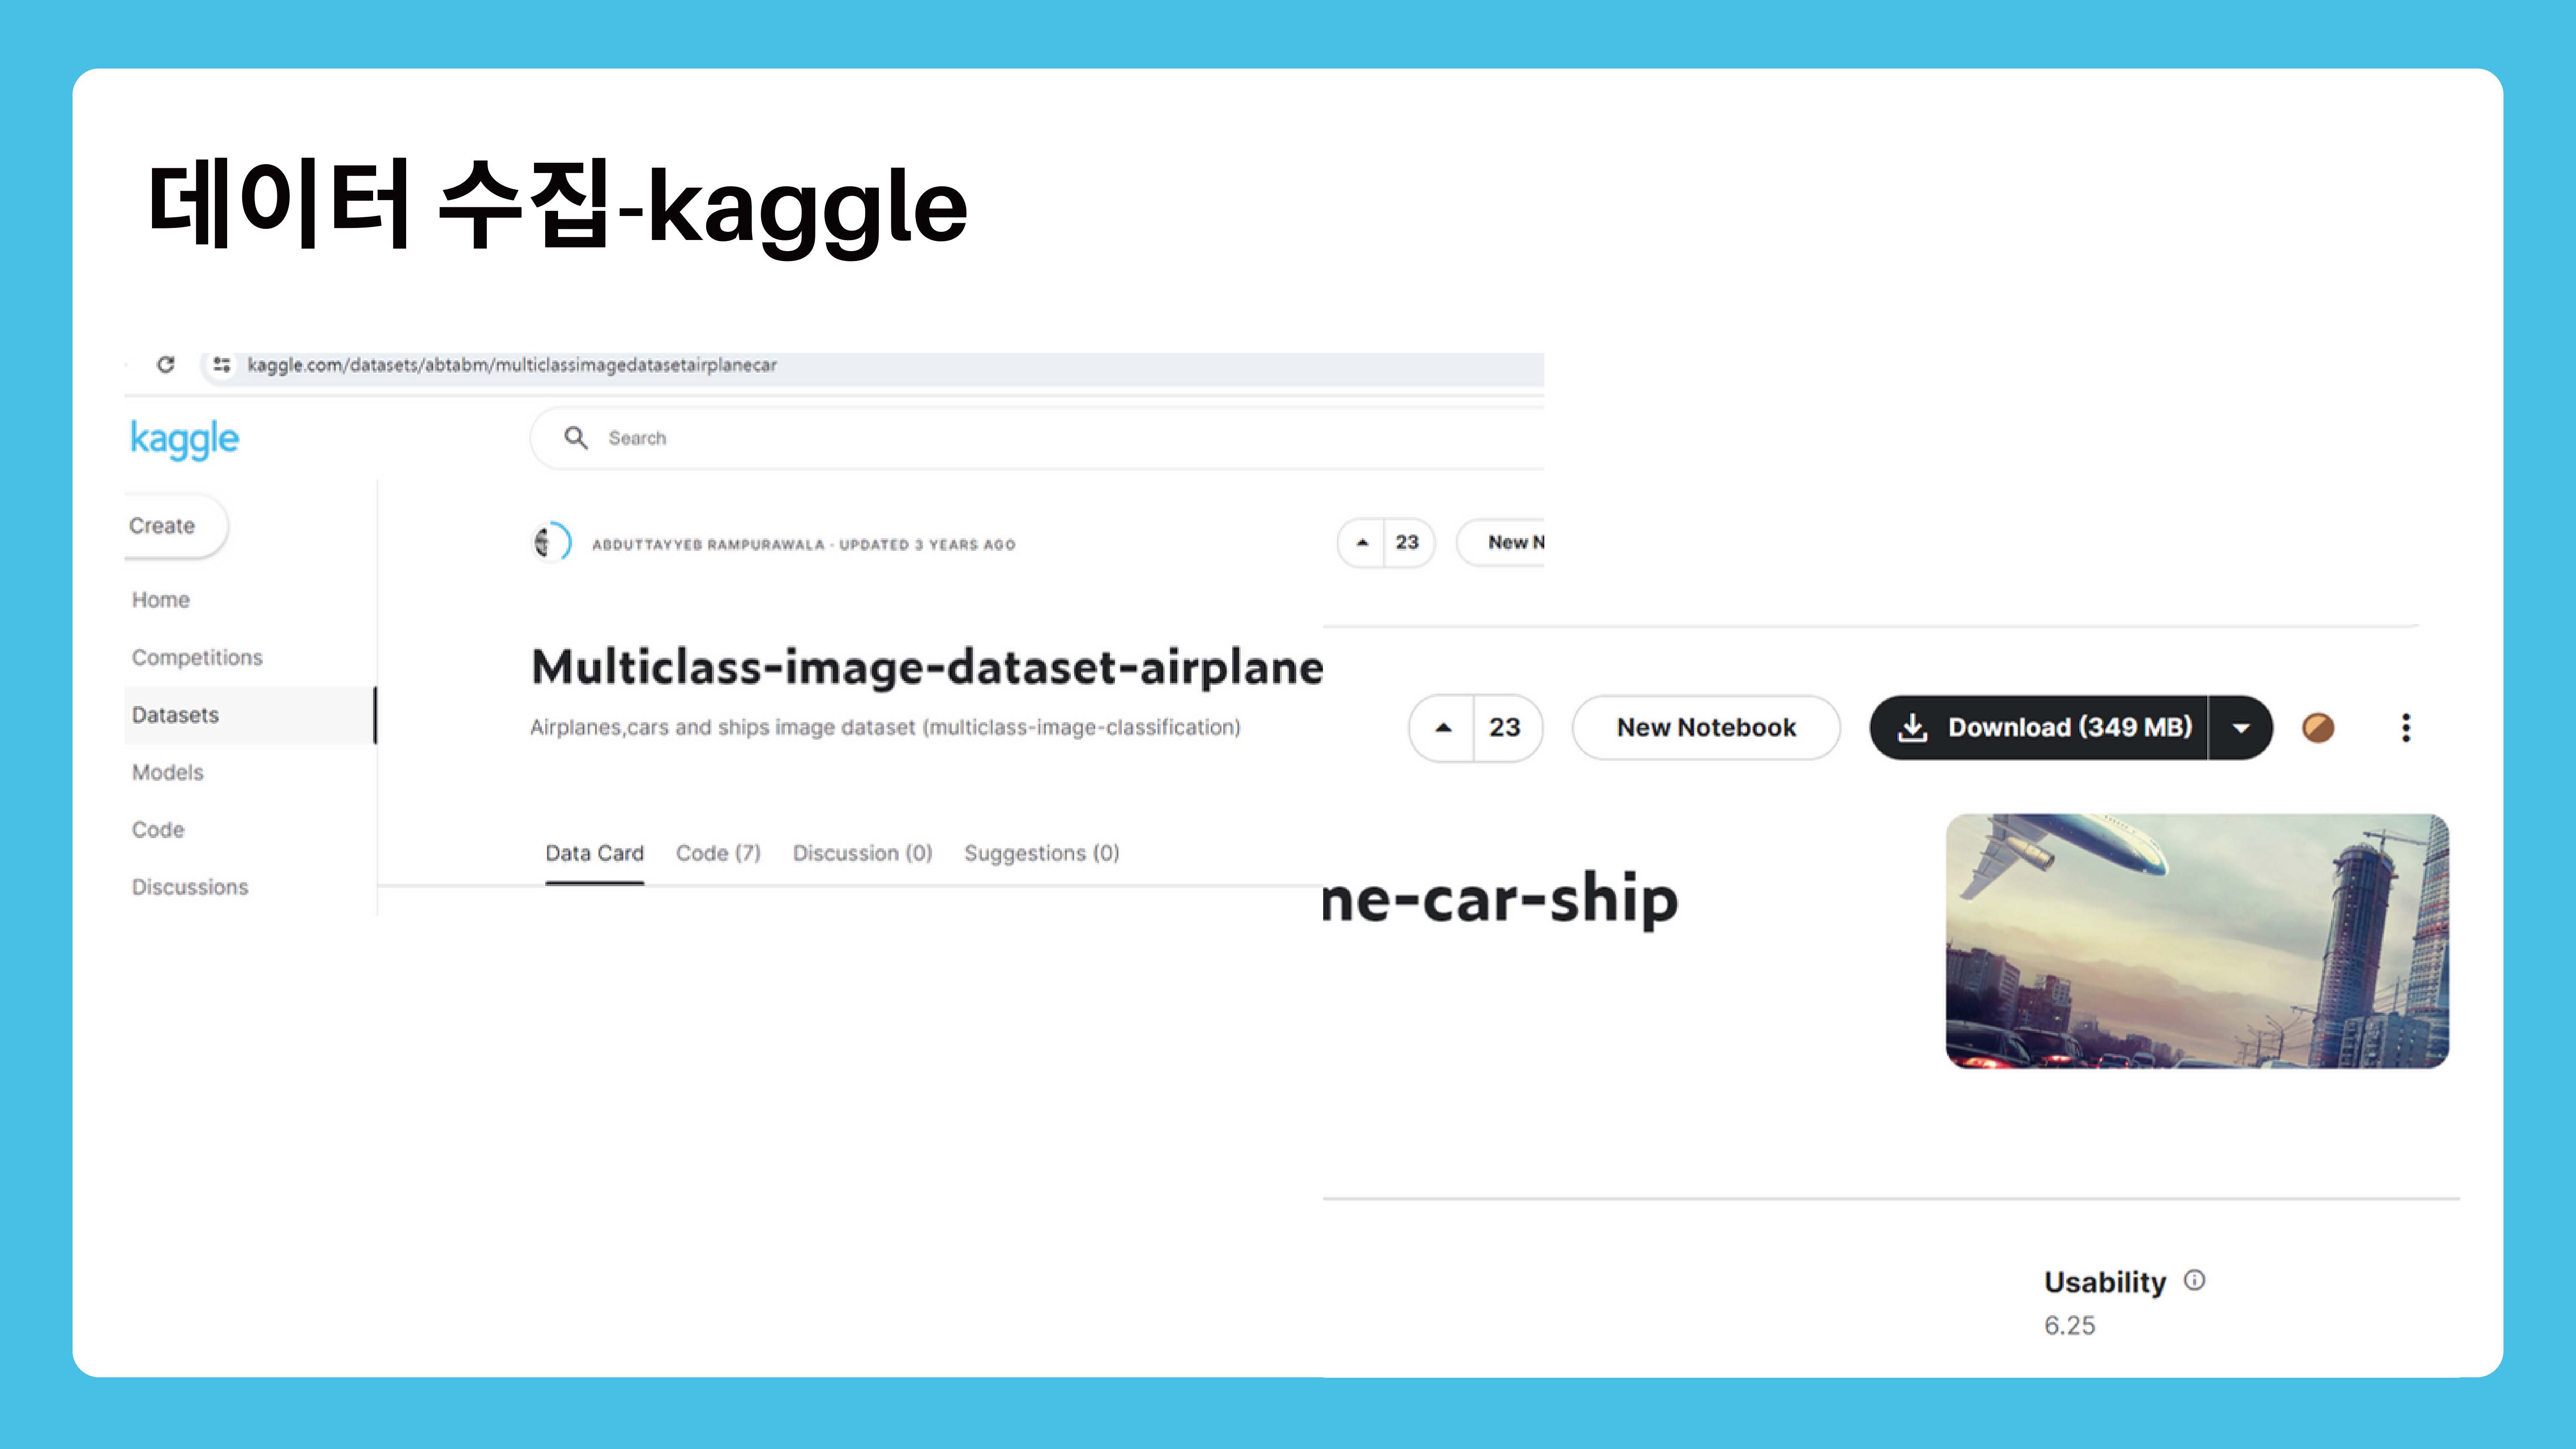 데이터 수집-kaggle
kaggle.com/datasets/abtabm/multiclassimagedatasetairplanecar
kaggle
Search
Create
Home
Competitions
Datasets
Models
Code
Discussions
ABDUTTAYYEB RAMPURAWALA · UPDATED 3 YEARS AGO
23
New N
Multiclass-image-dataset-airplane
Airplanes,cars and ships image dataset (multiclass-image-classification)
Data Card Code (7) Discussion (0) Suggestions (0)
23 New Notebook Download (349 MB)
ne-car-ship
Usability
6.25